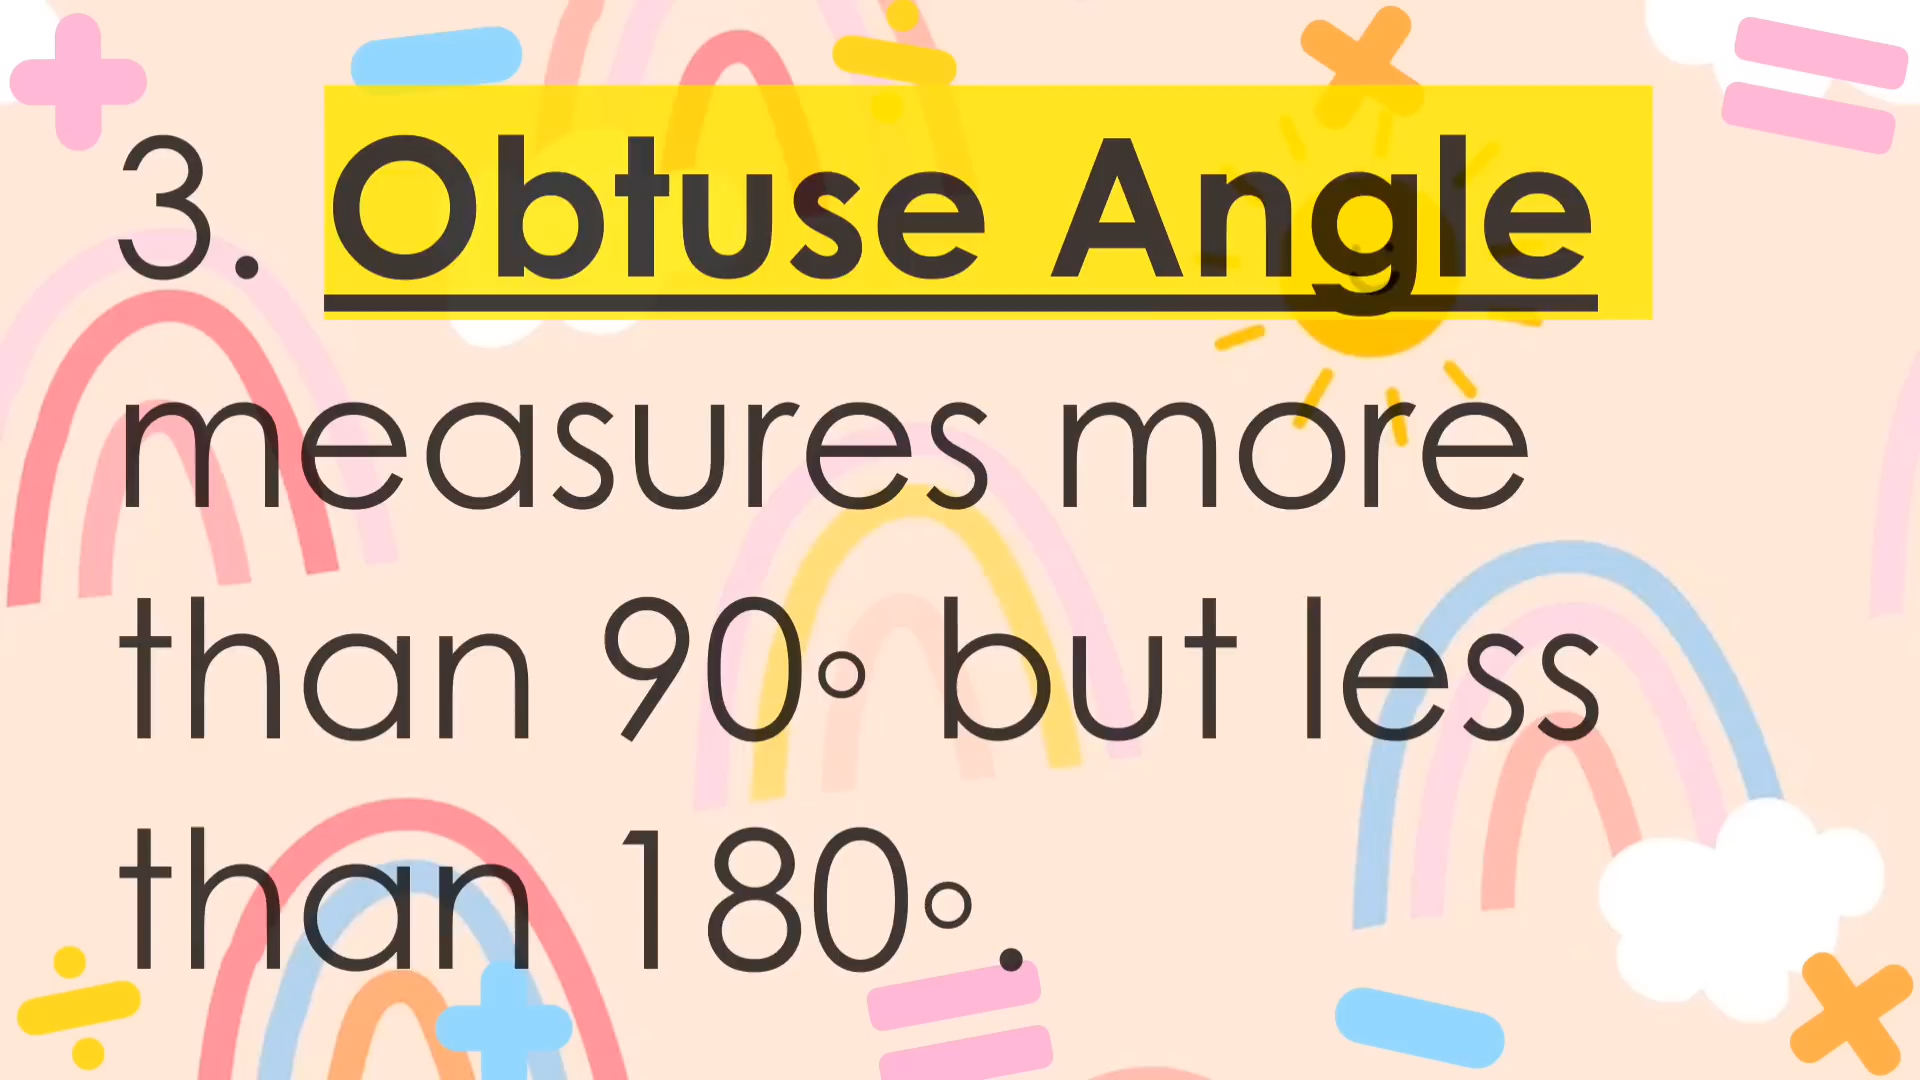 3. Obtuse Angle
measures more
than 90° but less
than 180°.